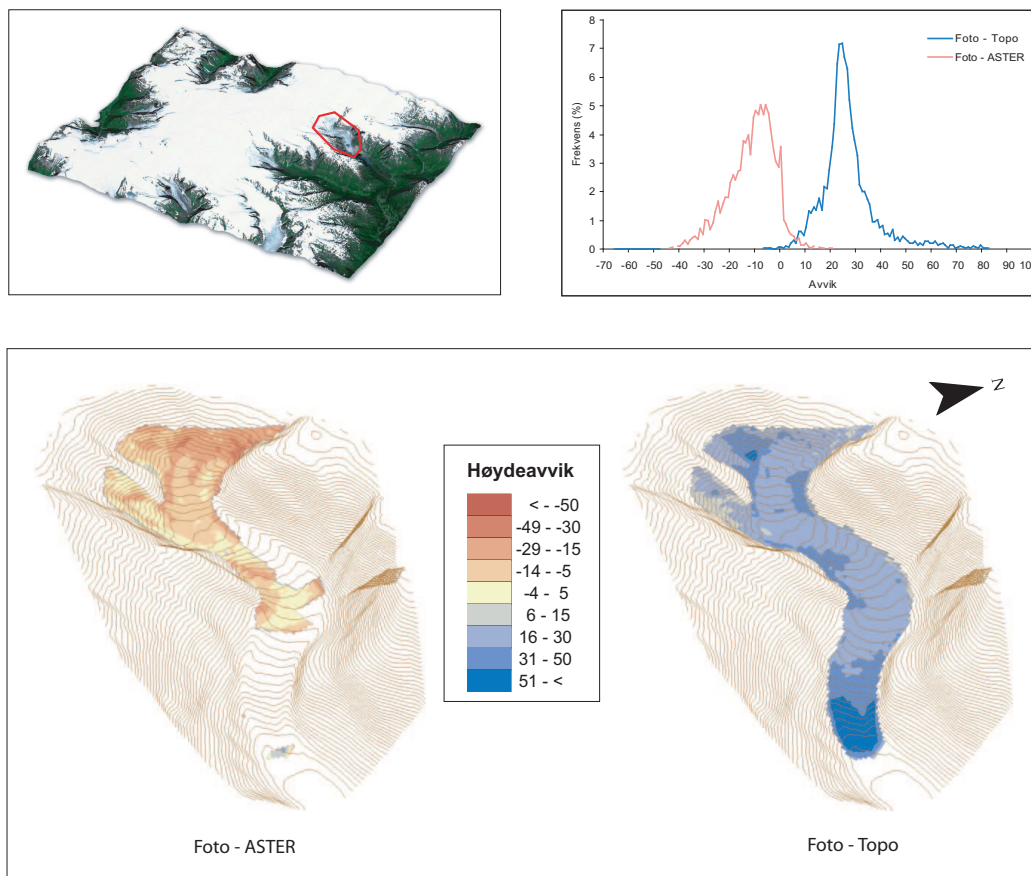 8
7
6
5
4
3
2
1
0
Frekvens (%)
Foto - Topo
Foto - ASTER
-70 -60 -50 -40 -30 -20 -10 0 10 20 30 40 50 60 70 80 90 10
Avvik
N
Høydeavvik
< - -50
-49 - -30
-29 - -15
-14 - -5
-4 - 5
6 - 15
16 - 30
31 - 50
51 - <
Foto - ASTER
Foto - Topo